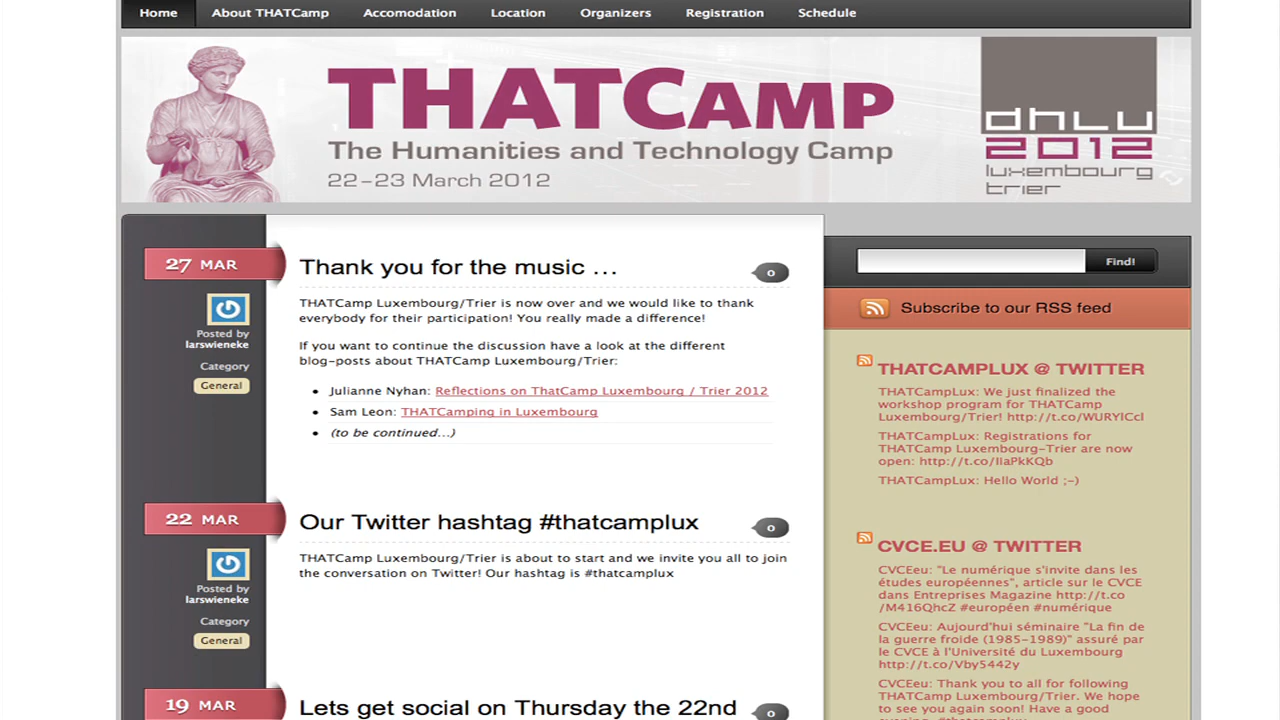 Home About THATCamp Accomodation Location Organizers Registration Schedule
THATCAMP
The Humanities and Technology Camp
22–23 March 2012
dhlu
2012
luxembourg
trier
27 MAR
Posted by
larswieneke
Category
General
Thank you for the music …
0
THATCamp Luxembourg/Trier is now over and we would like to thank
everybody for their participation! You really made a difference!
If you want to continue the discussion have a look at the different
blog-posts about THATCamp Luxembourg/Trier:
• Julianne Nyhan: Reflections on ThatCamp Luxembourg / Trier 2012
• Sam Leon: THATCamping in Luxembourg
• (to be continued…)
22 MAR
Posted by
larswieneke
Category
General
Our Twitter hashtag #thatcamplux
0
THATCamp Luxembourg/Trier is about to start and we invite you all to join
the conversation on Twitter! Our hashtag is #thatcamplux
19 MAR
Lets get social on Thursday the 22nd
0
Find!
Subscribe to our RSS feed
THATCAMPLUX @ TWITTER
THATCampLux: We just finalized the
workshop program for THATCamp
Luxembourg/Trier! http://t.co/WURYlCcl
THATCampLux: Registrations for
THATCamp Luxembourg-Trier are now
open: http://t.co/IlaPkKQb
THATCampLux: Hello World ;-)
CVCE.EU @ TWITTER
CVCEeu: "Le numérique s'invite dans les
études européennes", article sur le CVCE
dans Entreprises Magazine http://t.co
/M416QhcZ #européen #numérique
CVCEeu: Aujourd'hui séminaire "La fin de
la guerre froide (1985-1989)" assuré par
le CVCE à l'Université du Luxembourg
http://t.co/Vby5442y
CVCEeu: Thank you to all for following
THATCamp Luxembourg/Trier. We hope
to see you again soon! Have a good
evening. #thatcamplux